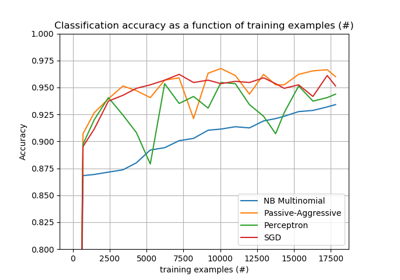 Classification accuracy as a function of training examples (#)
1.000
0.975
0.950
0.925
0.900
0.875
0.850
0.825
0.800
Accuracy
NB Multinomial
Passive-Aggressive
Perceptron
SGD
0 2500 5000 7500 10000 12500 15000 17500
training examples (#)